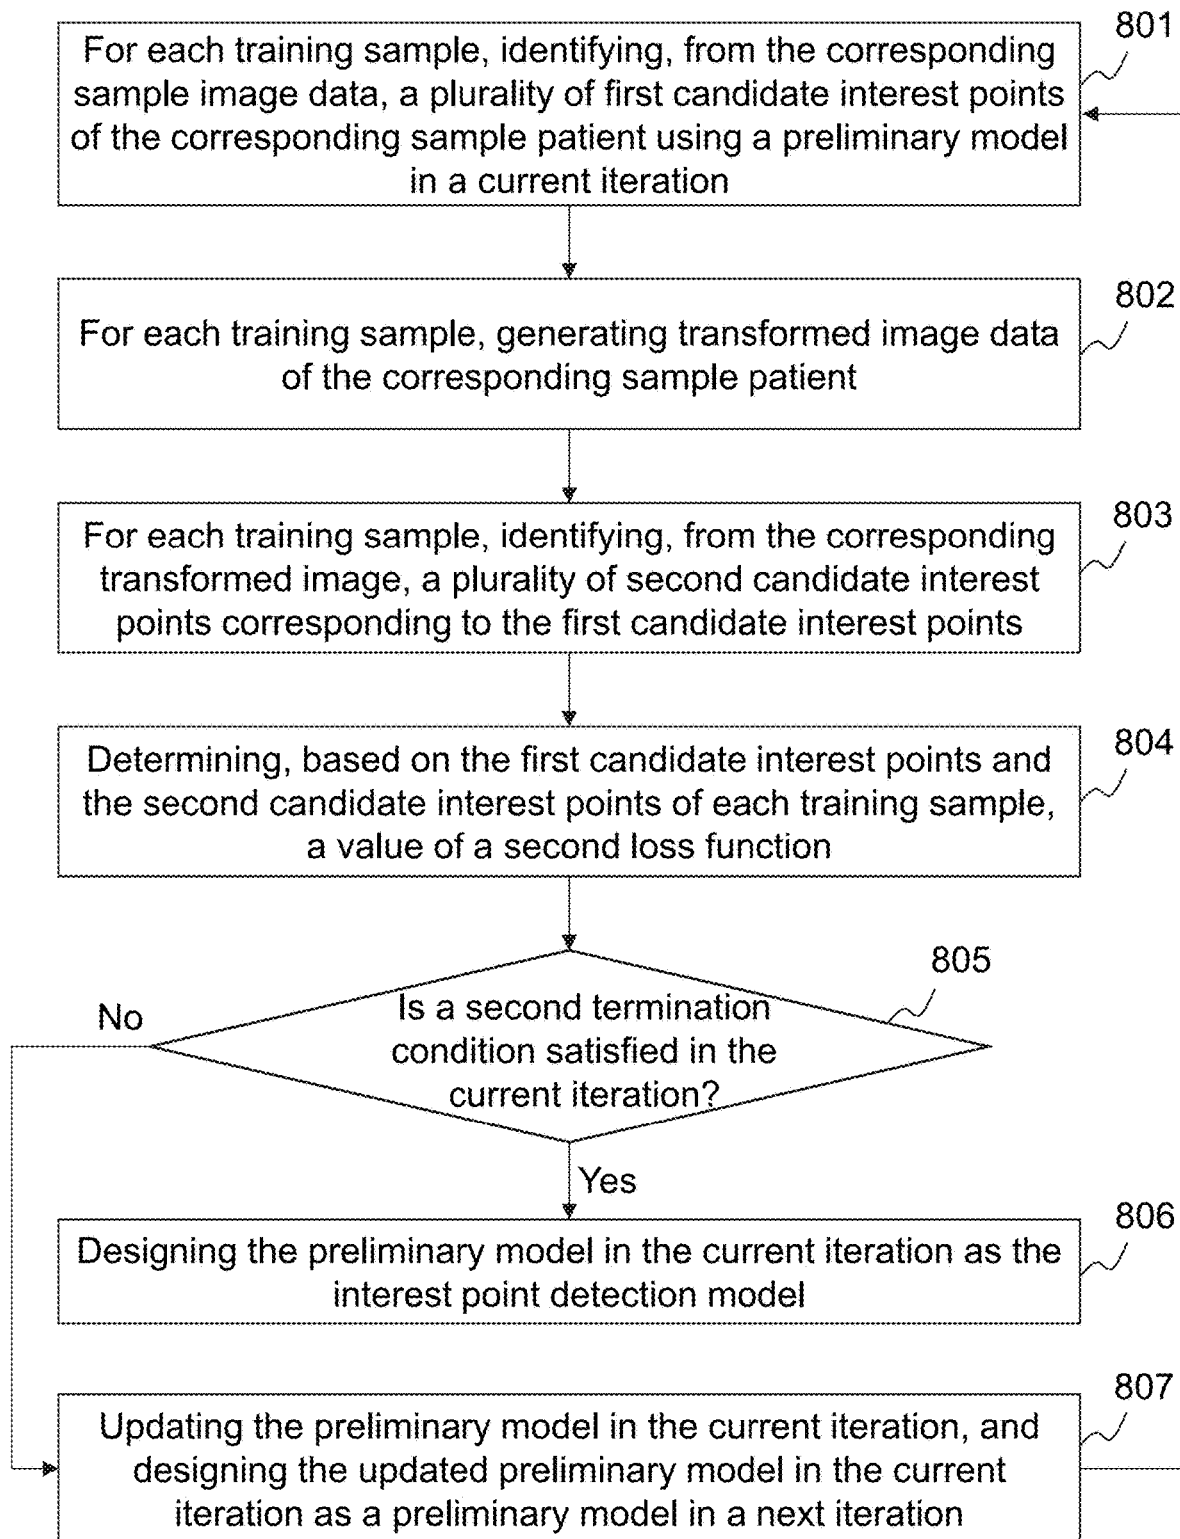 801
For each training sample, identifying, from the corresponding
sample image data, a plurality of first candidate interest points
of the corresponding sample patient using a preliminary model
in a current iteration
802
For each training sample, generating transformed image data
of the corresponding sample patient
803
For each training sample, identifying, from the corresponding
transformed image, a plurality of second candidate interest
points corresponding to the first candidate interest points
804
Determining, based on the first candidate interest points and
the second candidate interest points of each training sample,
a value of a second loss function
805
No
Is a second termination
condition satisfied in the
current iteration?
Yes
806
Designing the preliminary model in the current iteration as the
interest point detection model
807
Updating the preliminary model in the current iteration, and
designing the updated preliminary model in the current
iteration as a preliminary model in a next iteration